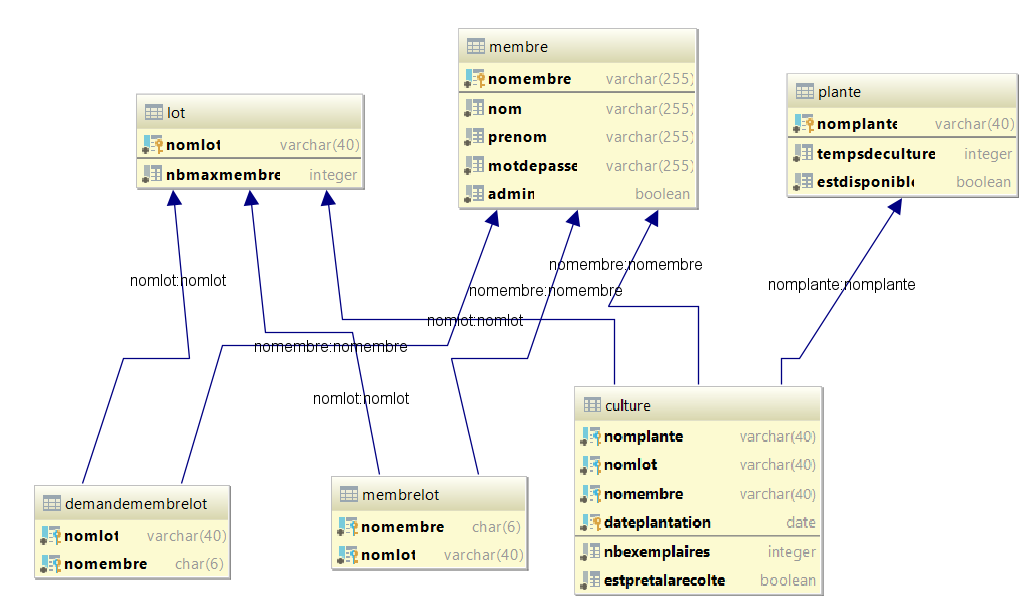 membre
nomembre varchar(255)
nom varchar(255)
prenom varchar(255)
motdepasse varchar(255)
admin boolean
plante
nomplante varchar(40)
tempsdeculture integer
estdisponible boolean
lot
nomlot varchar(40)
nbmaxmembre integer
nomlot:nomlot
nomembre:nomembre
nomembre:nomembre
nomplante:nomplante
nomlot:nomlot
nomembre:nomembre
nomlot:nomlot
culture
nomplante varchar(40)
nomlot varchar(40)
nomembre varchar(40)
dateplantation date
nbexemplaires integer
estpretalarecolte boolean
demandemembrelot
nomlot varchar(40)
nomembre char(6)
membrelot
nomembre char(6)
nomlot varchar(40)